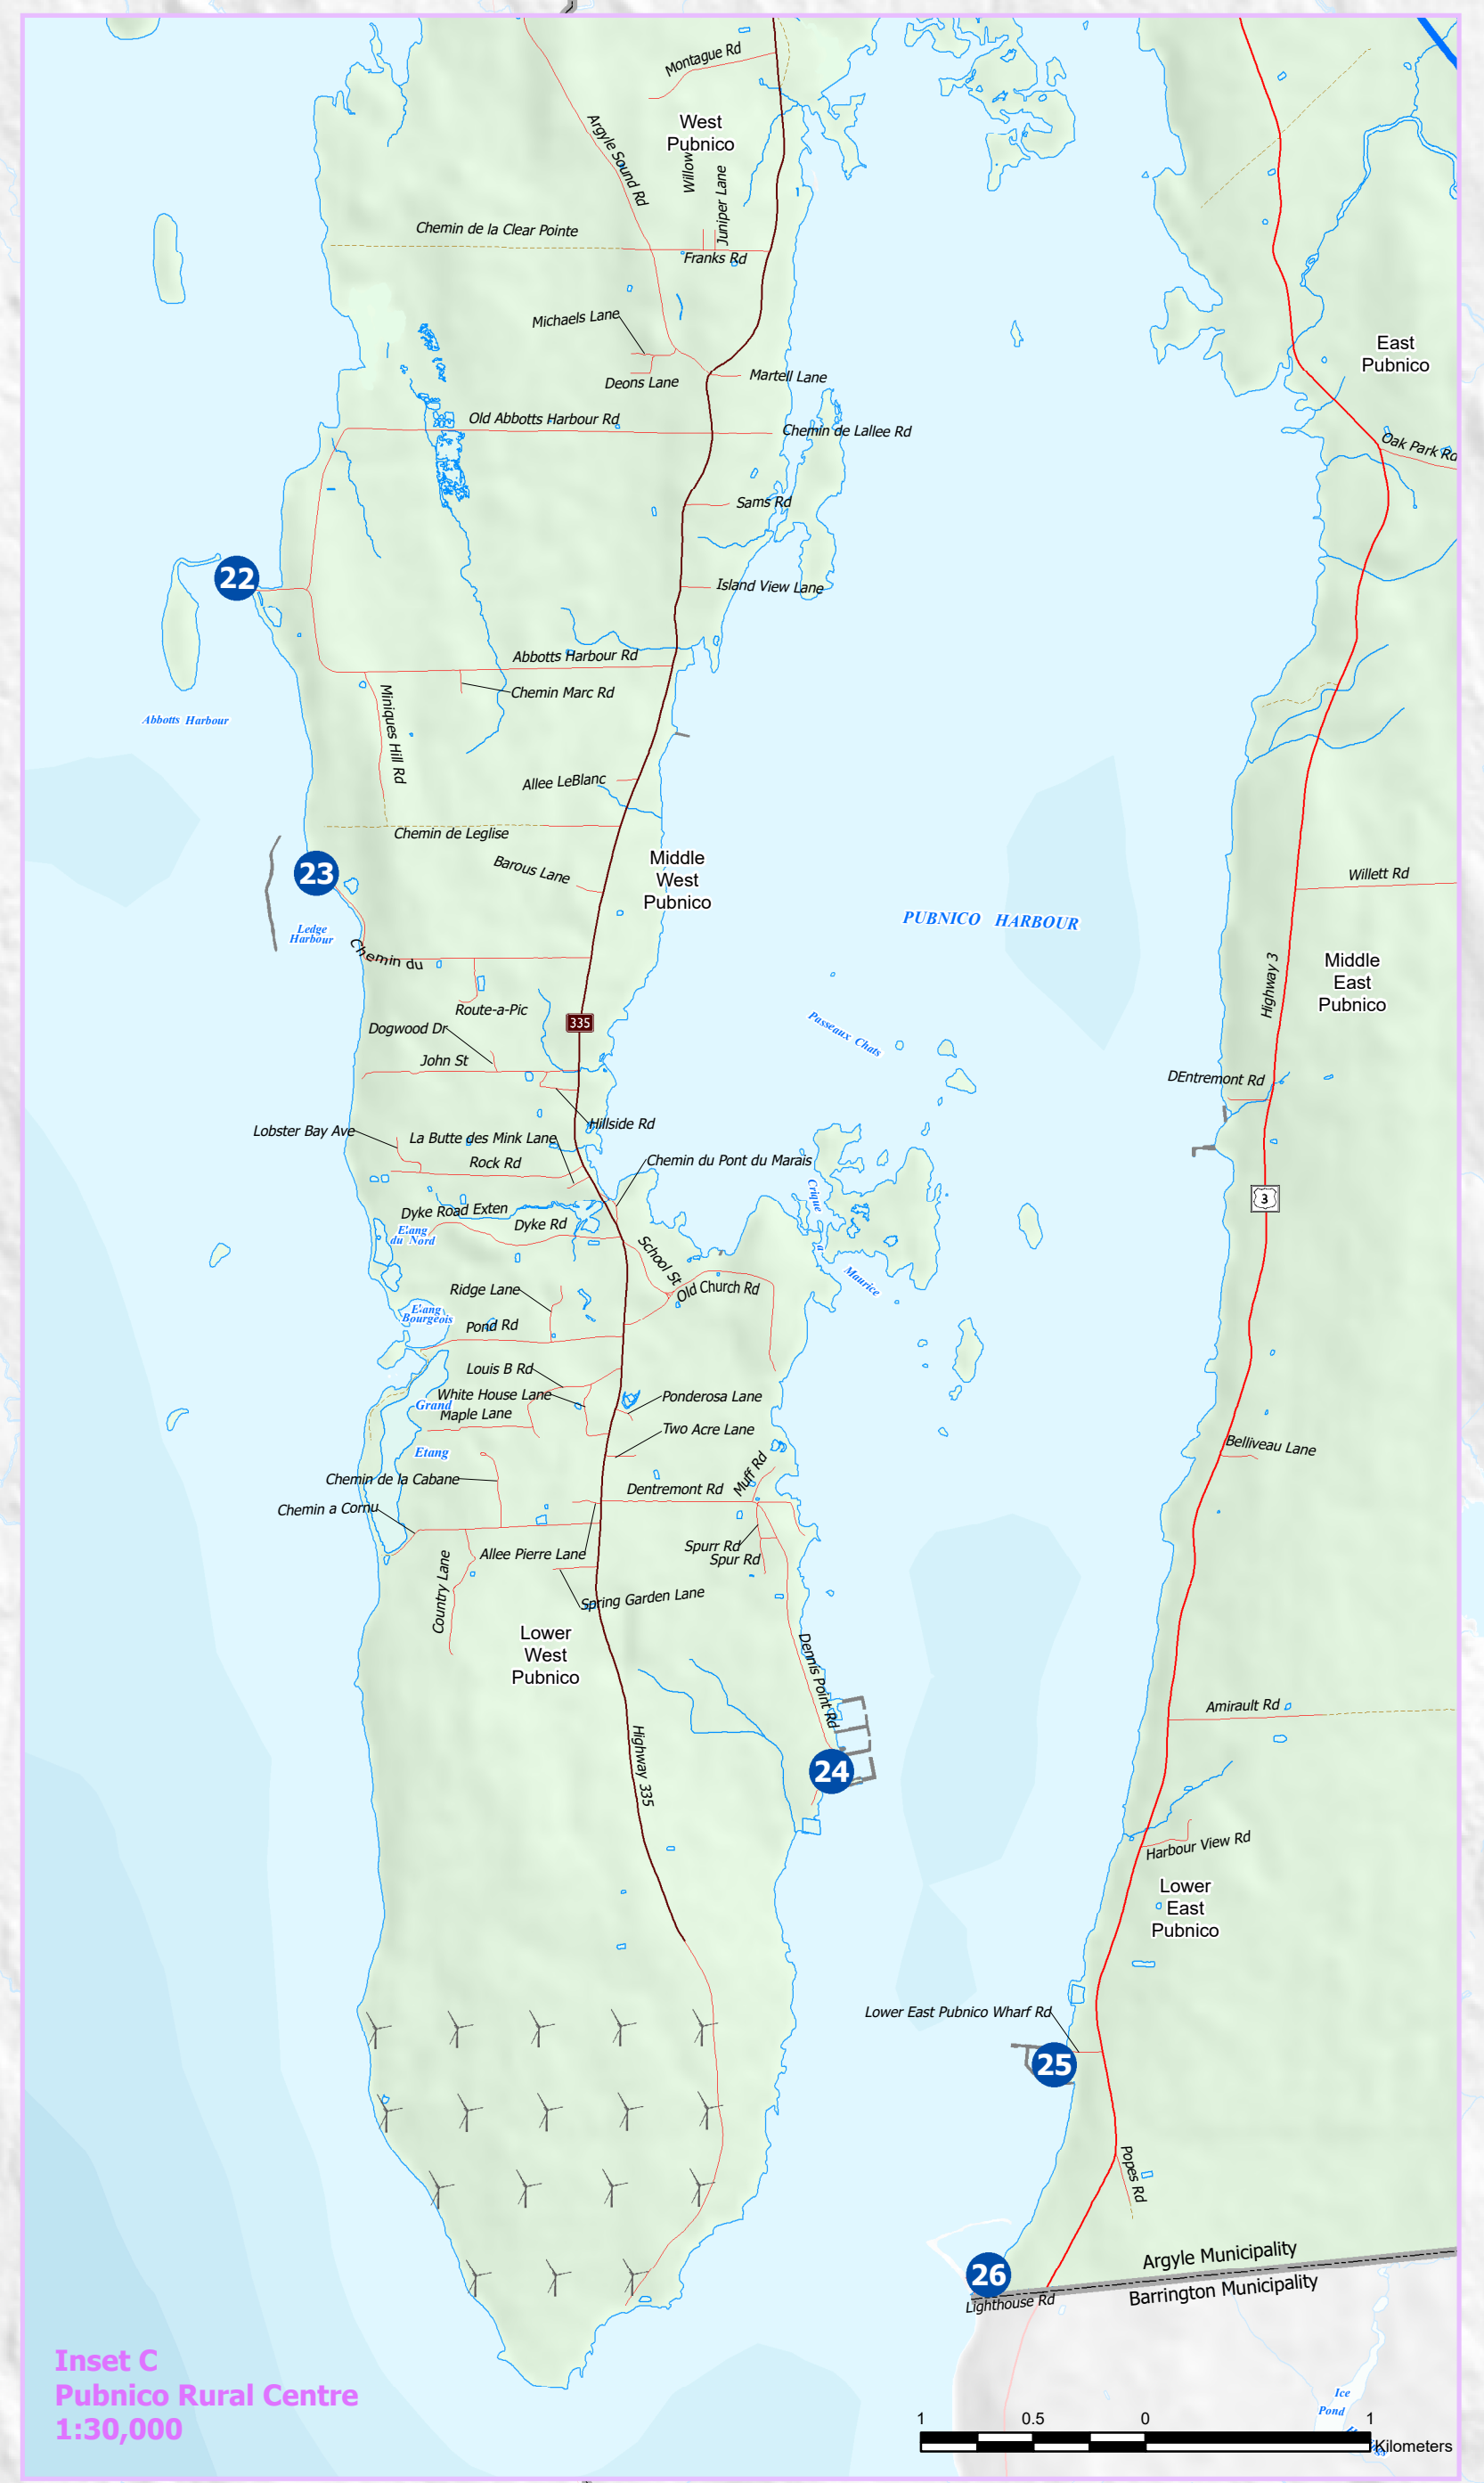 Montague Rd
West
Pubnico
Argyle Sound Rd
Willow
Juniper Lane
Chemin de la Clear Pointe
Franks Rd
Michaels Lane
Deons Lane
Martell Lane
East
Pubnico
Old Abbotts Harbour Rd
Chemin de Lallee Rd
Oak Park Rd
Sams Rd
22
Island View Lane
Abbotts Harbour Rd
Chemin Marc Rd
Miniques Hill Rd
Abbotts Harbour
Allee LeBlanc
Chemin de Leglise
Barous Lane
Middle
West
Pubnico
23
Willett Rd
PUBNICO HARBOUR
Ledge
Harbour
Chemin du
Middle
East
Pubnico
Highway 3
Route-a-Pic
335
Dogwood Dr
Passeaux Chats
John St
DEntremont Rd
Hillside Rd
Lobster Bay Ave
La Butte des Mink Lane
Rock Rd
Chemin du Pont du Marais
Crique
a
Maurice
3
Dyke Road Exten
Dyke Rd
Etang
du Nord
School St
Old Church Rd
Ridge Lane
Etang
Bourgeois
Pond Rd
Louis B Rd
White House Lane
Ponderosa Lane
Grand
Maple Lane
Two Acre Lane
Etang
Belliveau Lane
Chemin de la Cabane
Dentremont Rd
Muff Rd
Chemin a Cornu
Allee Pierre Lane
Spurr Rd
Spur Rd
Country Lane
Spring Garden Lane
Lower
West
Pubnico
Dennis Point Rd
Amirault Rd
Highway 335
24
Harbour View Rd
Lower
East
Pubnico
Lower East Pubnico Wharf Rd
25
Popes Rd
26
Argyle Municipality
Barrington Municipality
Lighthouse Rd
Inset C
Pubnico Rural Centre
1:30,000
Ice
Pond
1 0.5 0 1
Kilometers